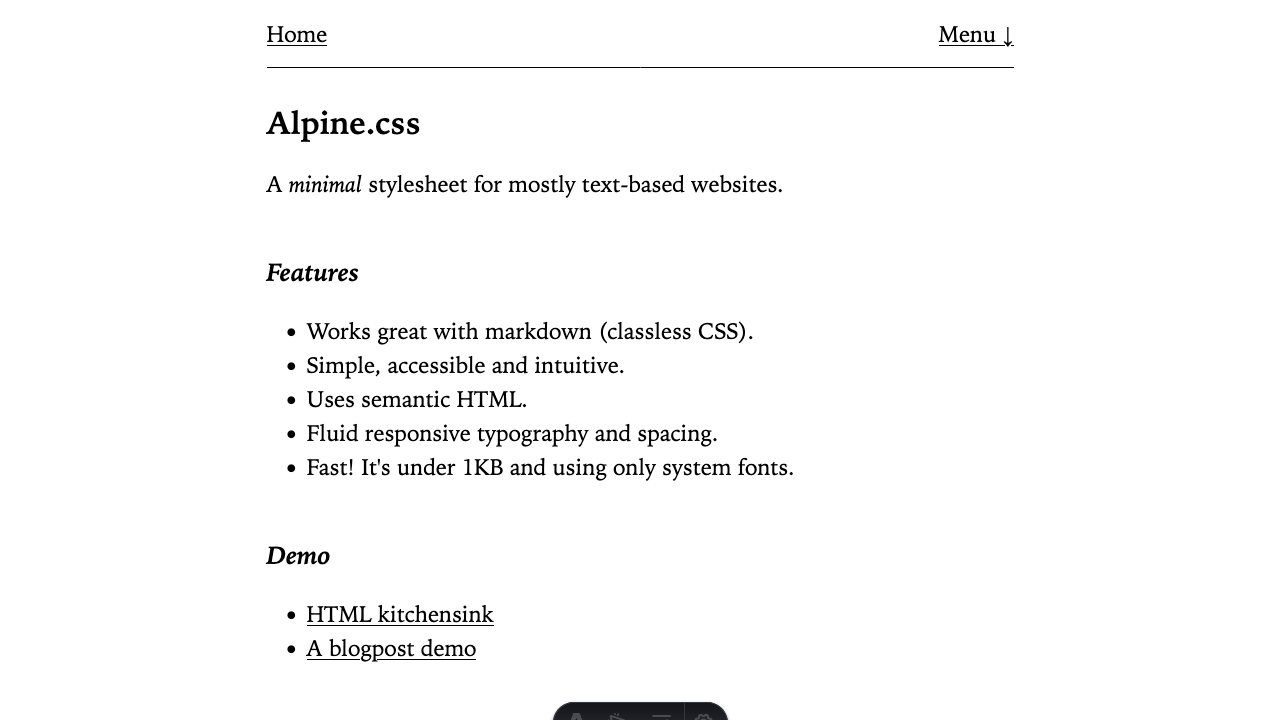 Home
Menu ↓
Alpine.css
A minimal stylesheet for mostly text-based websites.
Features
Works great with markdown (classless CSS).
Simple, accessible and intuitive.
Uses semantic HTML.
Fluid responsive typography and spacing.
Fast! It's under 1KB and using only system fonts.
Demo
HTML kitchensink
A blogpost demo